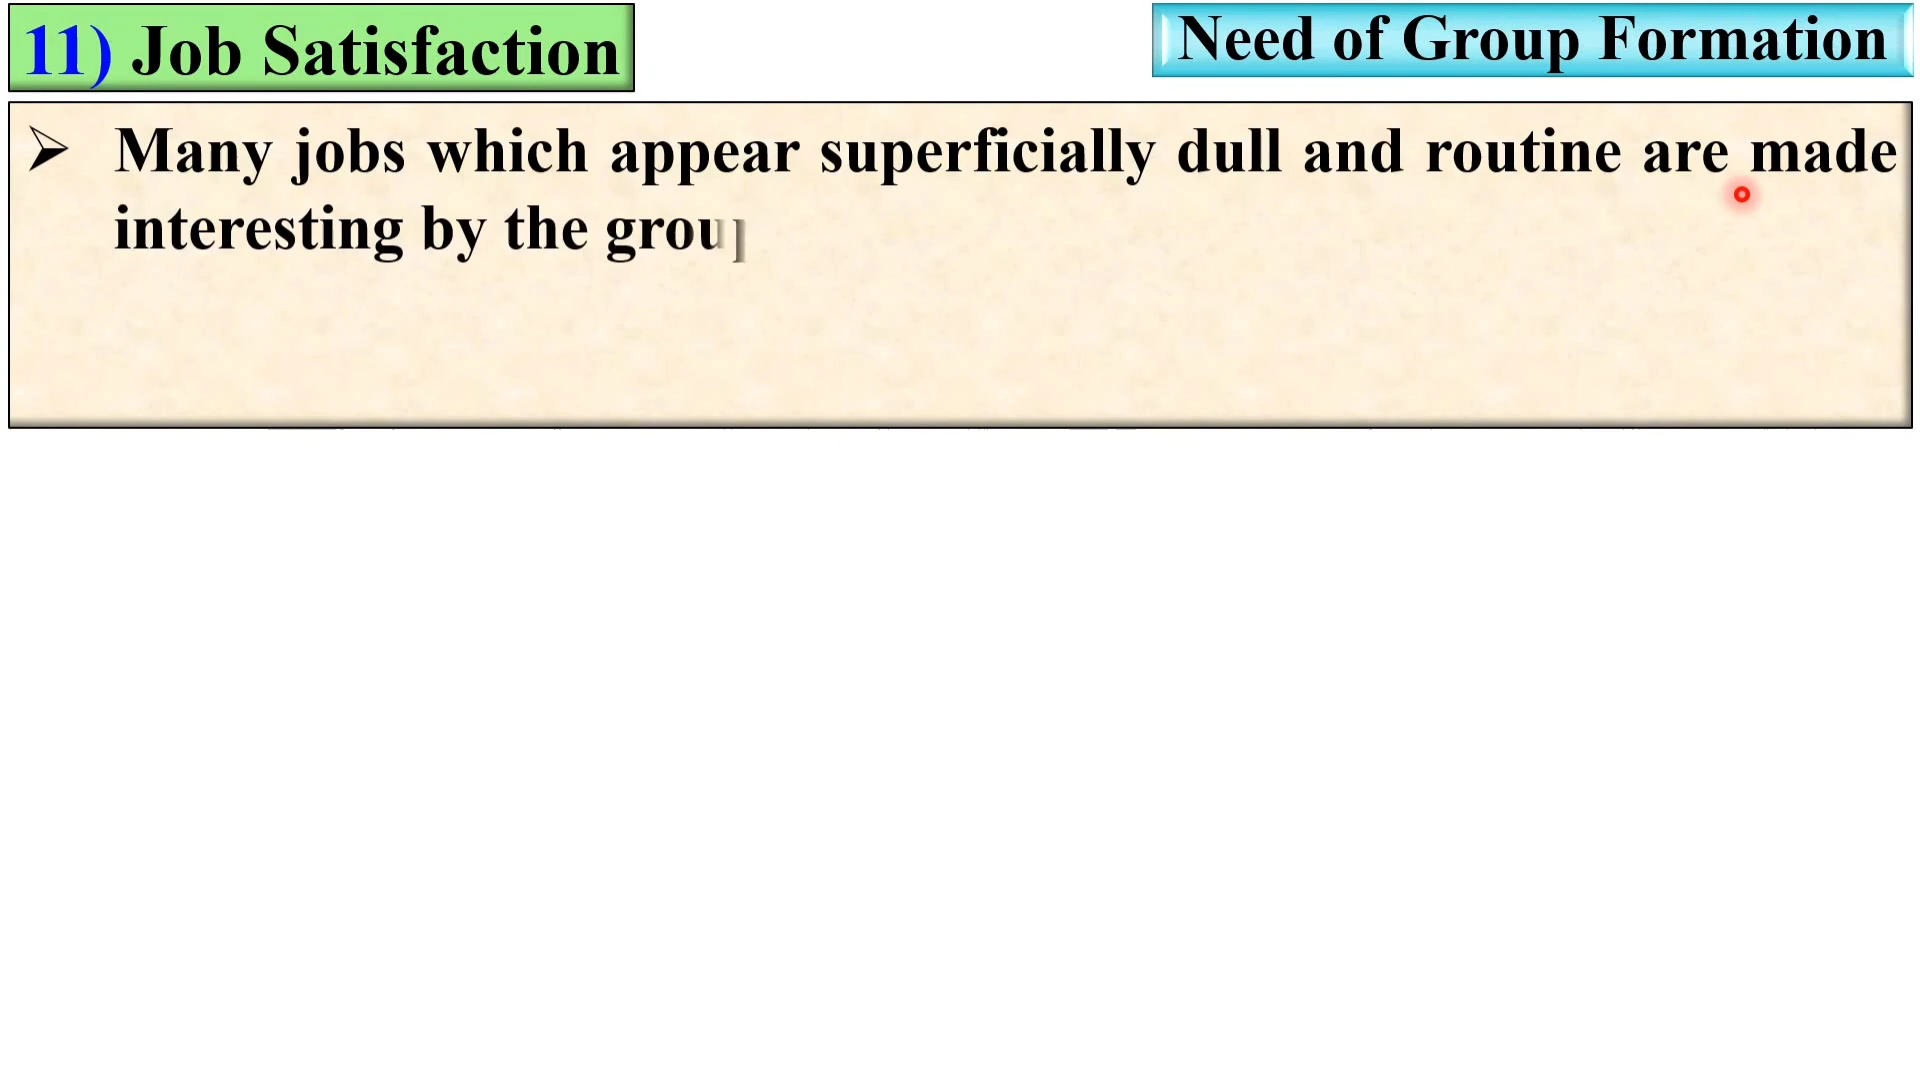 11) Job Satisfaction
Need of Group Formation
Many jobs which appear superficially dull and routine are made
interesting by the